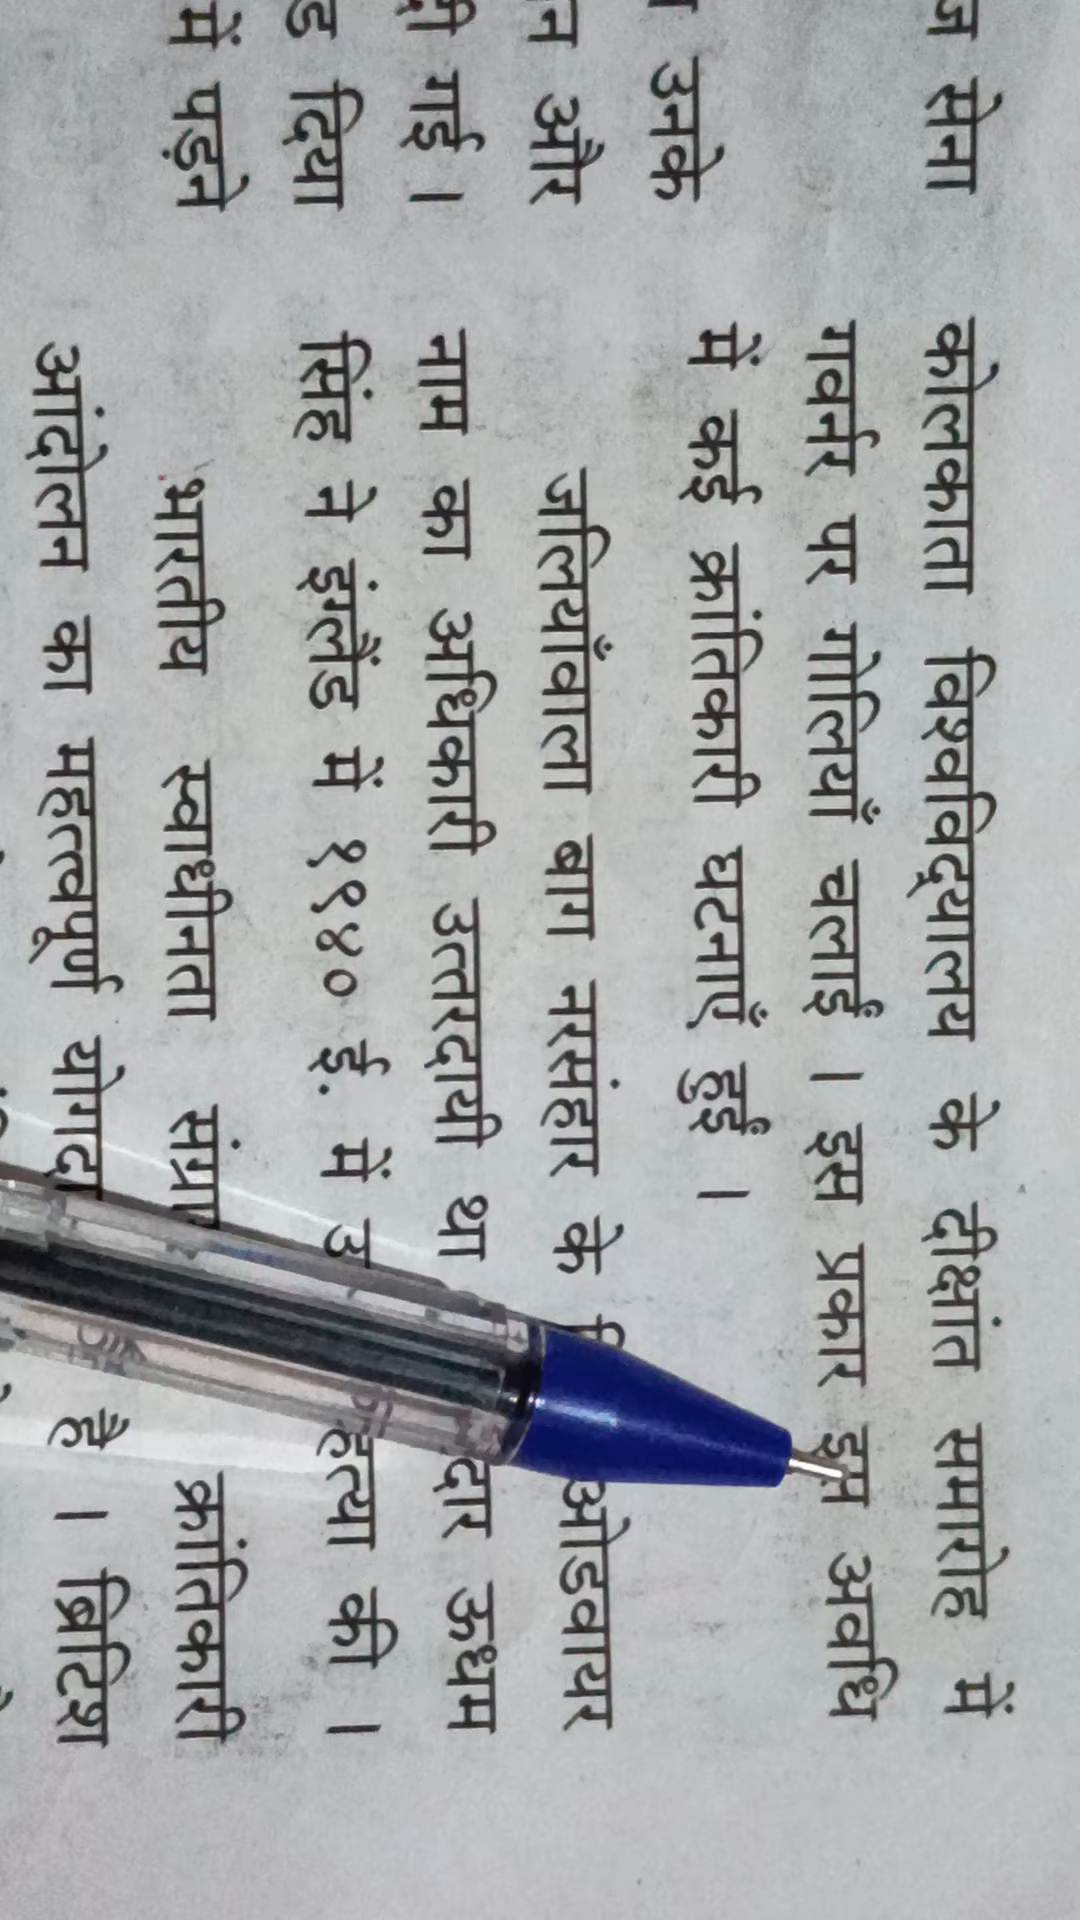 सेना
उनके
और
गई ।
दिया
में पड़ने
कोलकाता विश्वविद्यालय के दीक्षांत समारोह में
गवर्नर पर गोलियाँ चलाईं । इस प्रकार इस अवधि
में कई क्रांतिकारी घटनाएँ हुईं ।
जलियाँवाला बाग नरसंहार के ओडवायर
नाम का अधिकारी उत्तरदायी था ऊधम
सिंह ने इंग्लैंड में १९४० ई. में हत्या की ।
भारतीय स्वाधीनता क्रांतिकारी
आंदोलन का महत्त्वपूर्ण है । ब्रिटिश